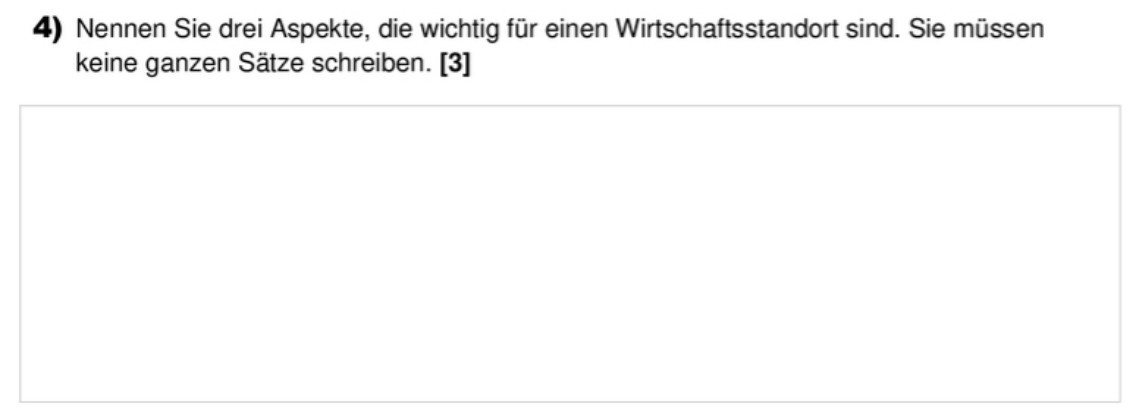 4) Nennen Sie drei Aspekte, die wichtig für einen Wirtschaftsstandort sind. Sie müssen
keine ganzen Sätze schreiben. [3]